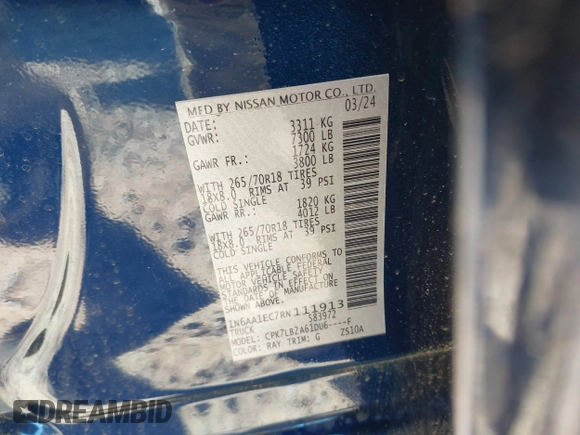 MFD BY NISSAN MOTOR CO., LTD.
DATE: 03/24
GVWR: 3311 KG
7300 LB
GAWR FR.: 1724 KG
3800 LB
WITH 265/70R18 TIRES
18X8.0 RIMS AT 39 PSI
COLD SINGLE
GAWR RR.: 1820 KG
4012 LB
WITH 265/70R18 TIRES
18X8.0 RIMS AT 39 PSI
COLD SINGLE
THIS VEHICLE CONFORMS TO
ALL APPLICABLE FEDERAL
MOTOR VEHICLE SAFETY
STANDARDS IN EFFECT ON
THE DATE OF MANUFACTURE
SHOWN ABOVE.
1N6AA1EC7RN111913
TRUCK 583972
MODEL: CPK7LBZA61DU6----F
COLOR: RAY TRIM: G ZS10A
DREAMBID